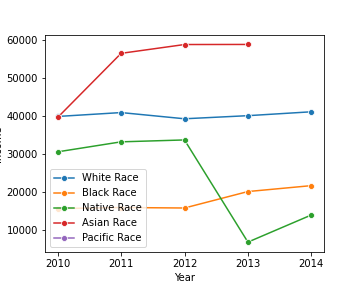 60000
50000
40000
30000
20000
10000
White Race
Black Race
Native Race
Asian Race
Pacific Race
2010 2011 2012 2013 2014
Year